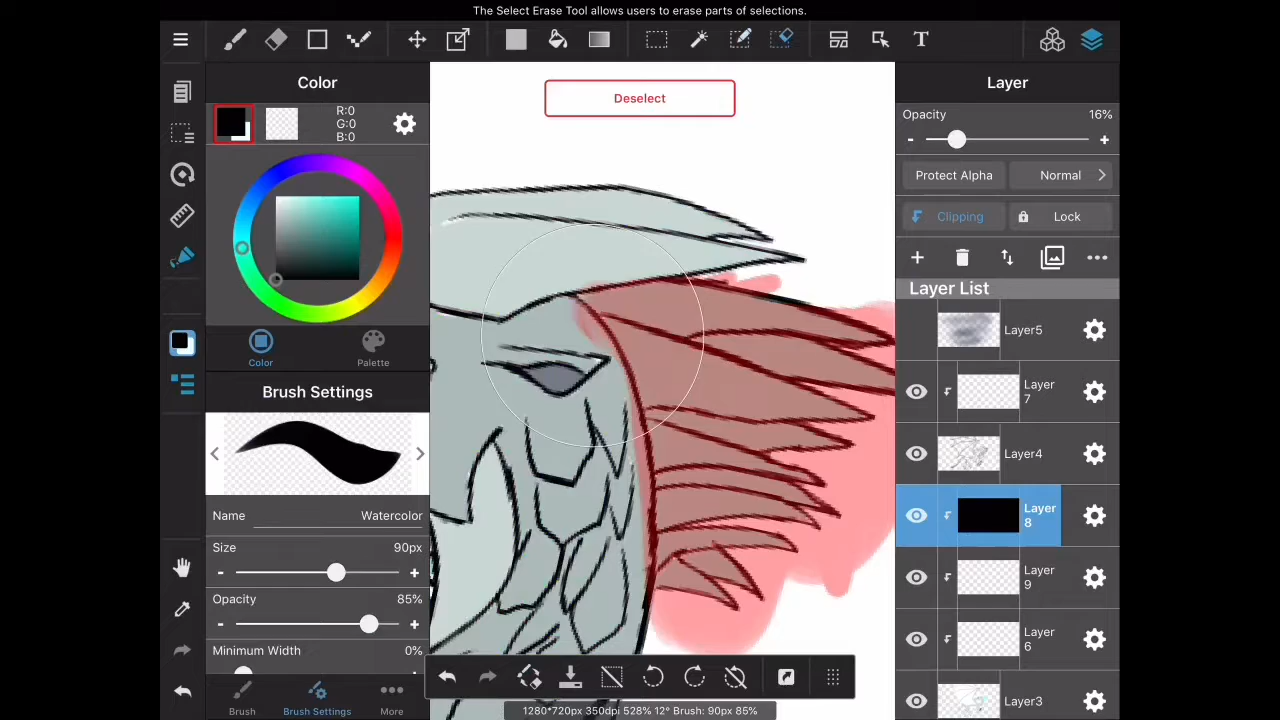 The Select Erase Tool allows users to erase parts of selections.
T
Color
R:0
G:0
B:0
Color
Palette
Brush Settings
Name Watercolor
Size 90px
- +
Opacity 85%
- +
Minimum Width 0%
Brush
Brush Settings
More
Deselect
1280*720px 350dpi 528% 12° Brush: 90px 85%
Layer
Opacity 16%
- +
Protect Alpha
Normal
Clipping
Lock
Layer List
Layer5
Layer
7
Layer4
Layer
8
Layer
9
Layer
6
Layer3